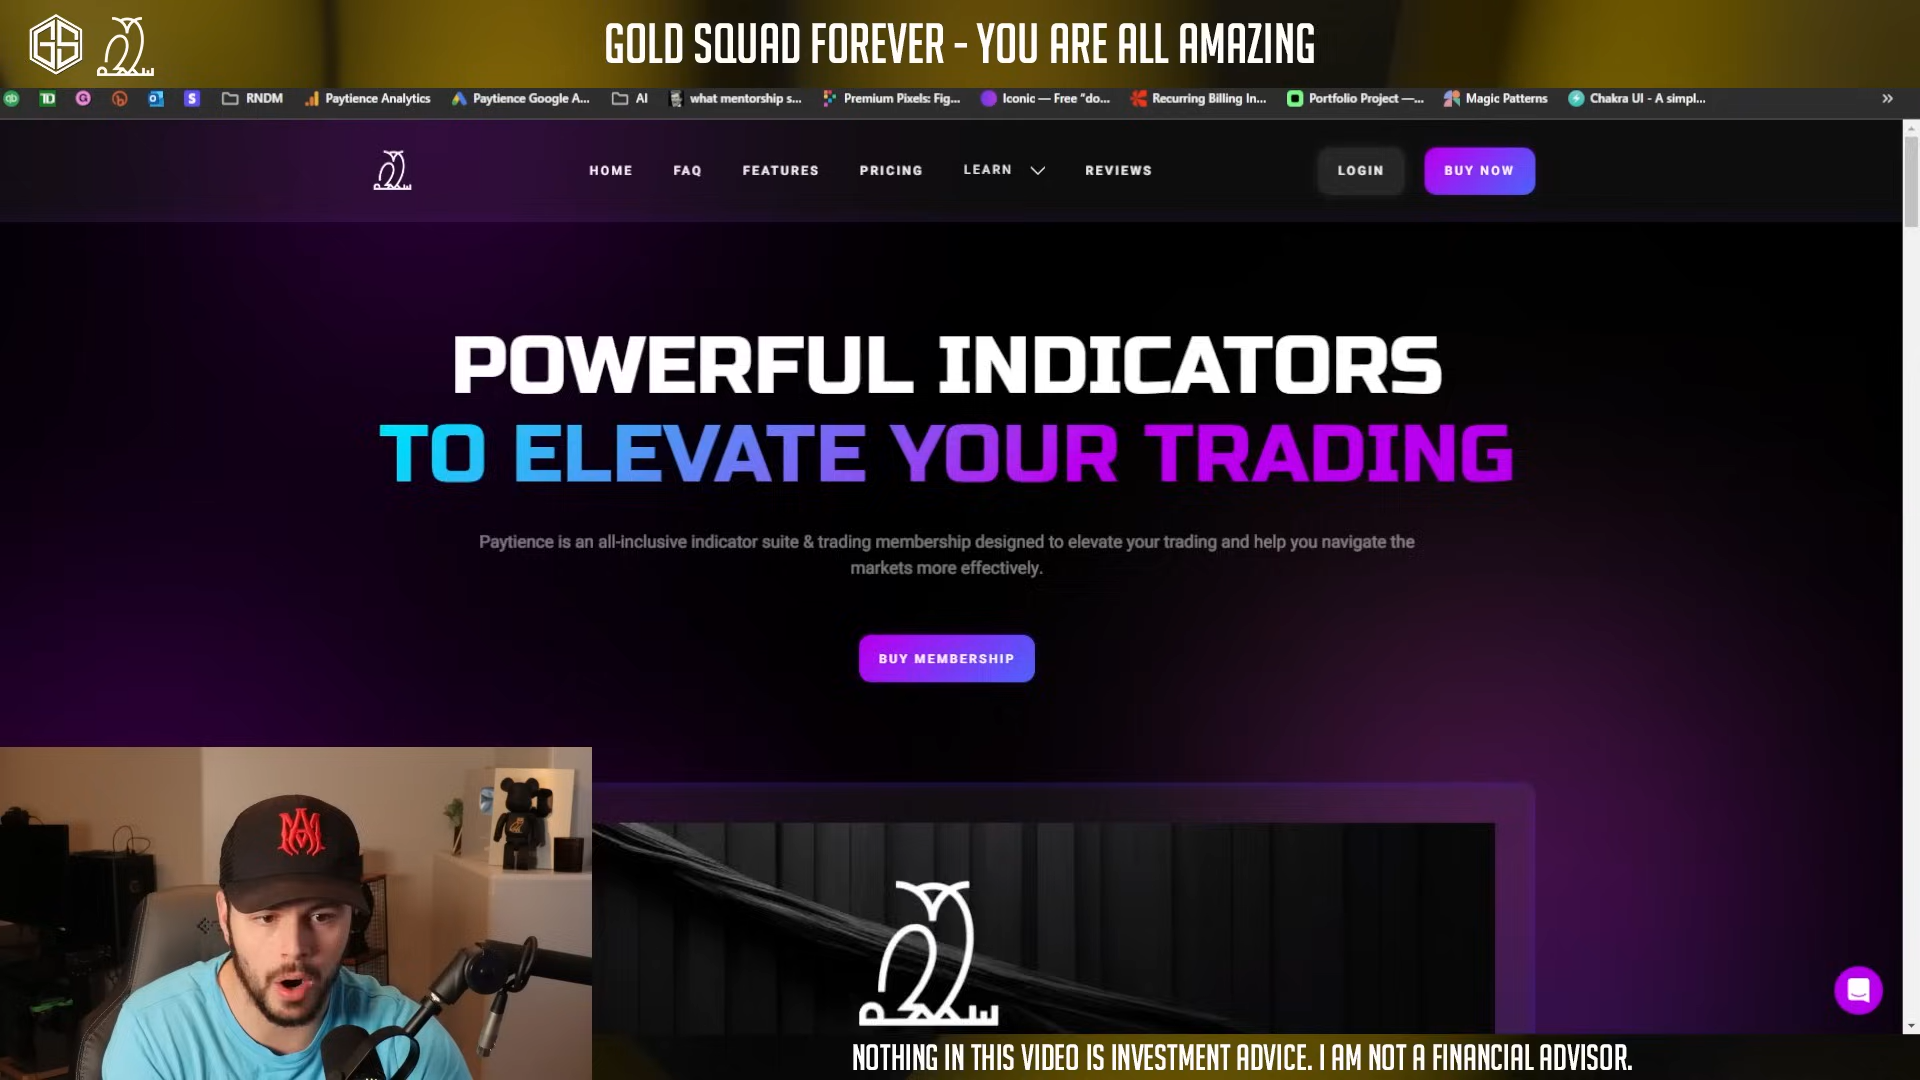 GOLD SQUAD FOREVER - YOU ARE ALL AMAZING
TD
S
RNDM
Paytience Analytics
Paytience Google A...
AI
what mentorship s...
Premium Pixels: Fig...
Iconic — Free “do...
Recurring Billing In...
Portfolio Project —...
Magic Patterns
Chakra UI - A simpl...
HOME
FAQ
FEATURES
PRICING
LEARN
REVIEWS
LOGIN
BUY NOW
POWERFUL INDICATORS
TO ELEVATE YOUR TRADING
Paytience is an all-inclusive indicator suite & trading membership designed to elevate your trading and help you navigate the
markets more effectively.
BUY MEMBERSHIP
NOTHING IN THIS VIDEO IS INVESTMENT ADVICE. I AM NOT A FINANCIAL ADVISOR.